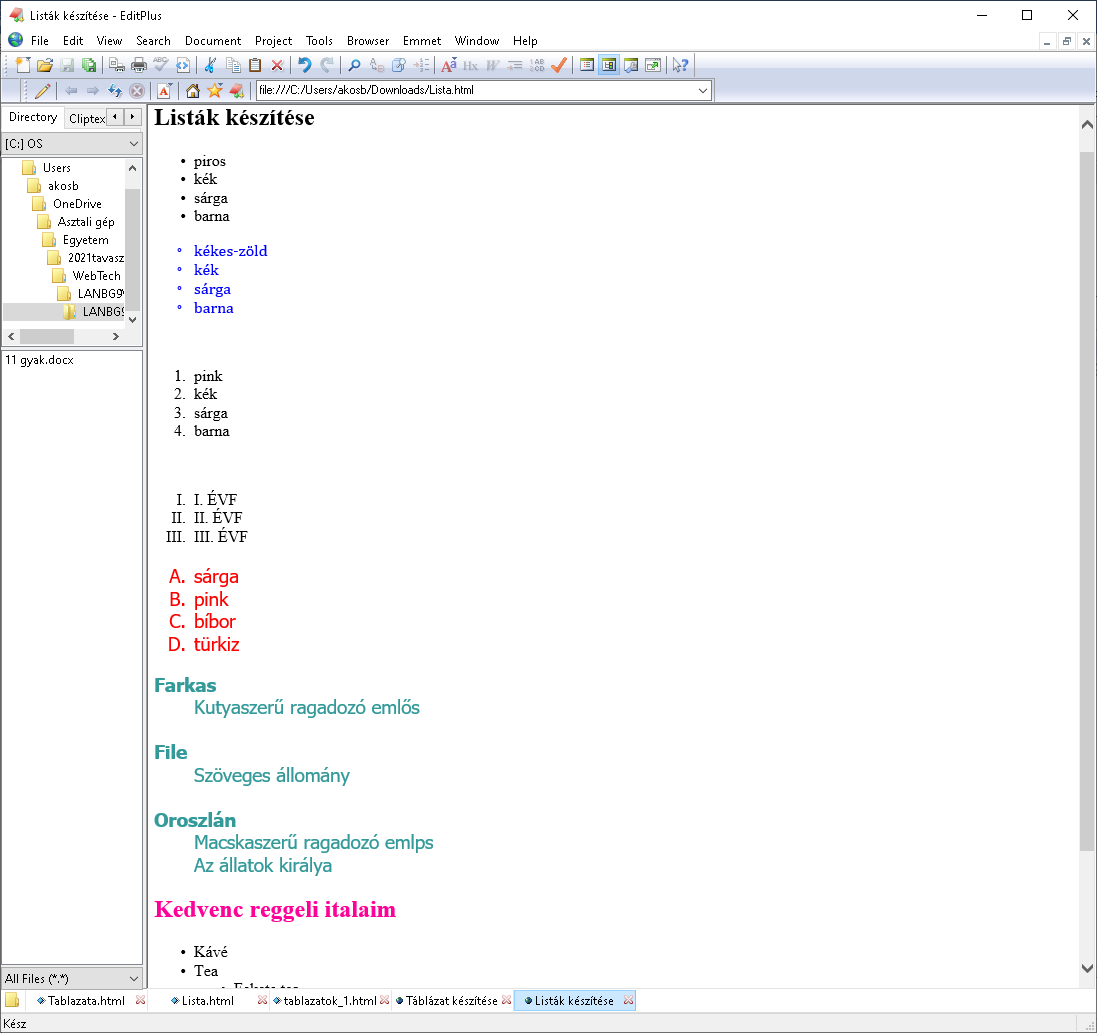 Listák készítése - EditPlus
File Edit View Search Document Project Tools Browser Emmet Window Help
file:///C:/Users/akosb/Downloads/Lista.html
Directory Cliptex
[C:] OS
Users
akosb
OneDrive
Asztali gép
Egyetem
2021tavasz
WebTech
LANBG9
LANBG9
11 gyak.docx
All Files (*.*)
Listák készítése
• piros
• kék
• sárga
• barna
◦ kékes-zöld
◦ kék
◦ sárga
◦ barna
1. pink
2. kék
3. sárga
4. barna
I. I. ÉVF
II. II. ÉVF
III. III. ÉVF
A. sárga
B. pink
C. bíbor
D. türkiz
Farkas
Kutyaszerű ragadozó emlős
File
Szöveges állomány
Oroszlán
Macskaszerű ragadozó emlps
Az állatok királya
Kedvenc reggeli italaim
• Kávé
• Tea
Tablazata.html Lista.html tablazatok_1.html Táblázat készítése Listák készítése
Kész